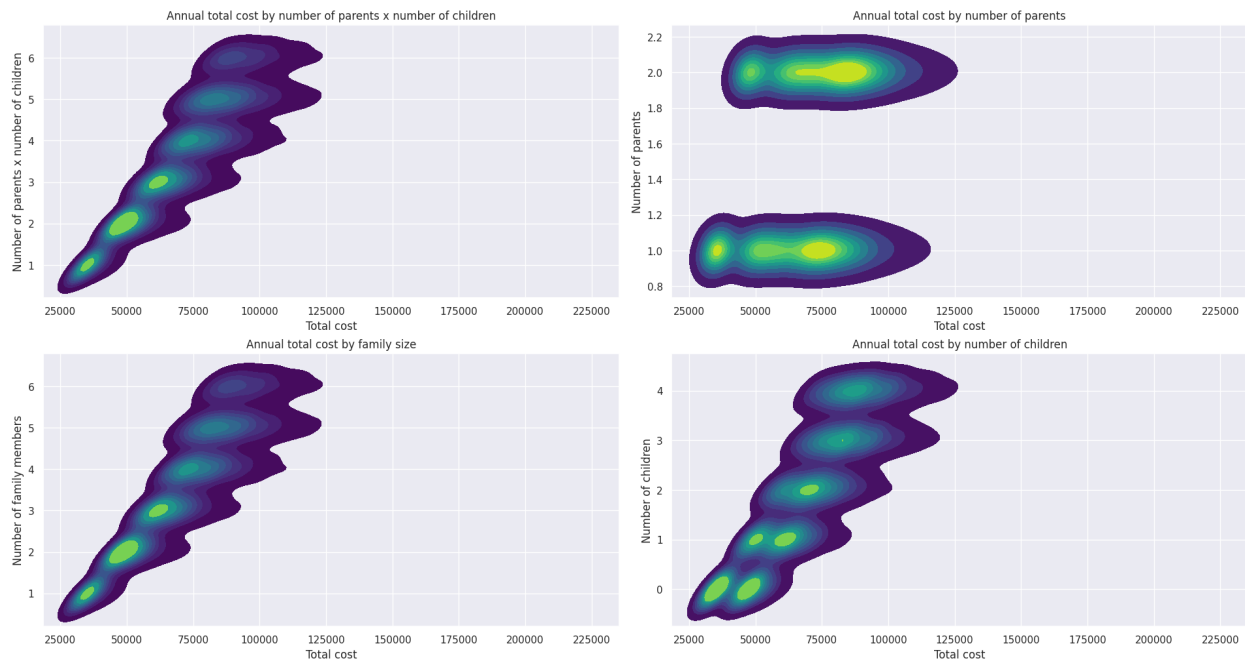 Annual total cost by number of parents x number of children
Number of parents x number of children
6
5
4
3
2
1
25000 50000 75000 100000 125000 150000 175000 200000 225000
Total cost
Annual total cost by number of parents
Number of parents
2.2
2.0
1.8
1.6
1.4
1.2
1.0
0.8
25000 50000 75000 100000 125000 150000 175000 200000 225000
Total cost
Annual total cost by family size
Number of family members
6
5
4
3
2
1
25000 50000 75000 100000 125000 150000 175000 200000 225000
Total cost
Annual total cost by number of children
Number of children
4
3
2
1
0
25000 50000 75000 100000 125000 150000 175000 200000 225000
Total cost